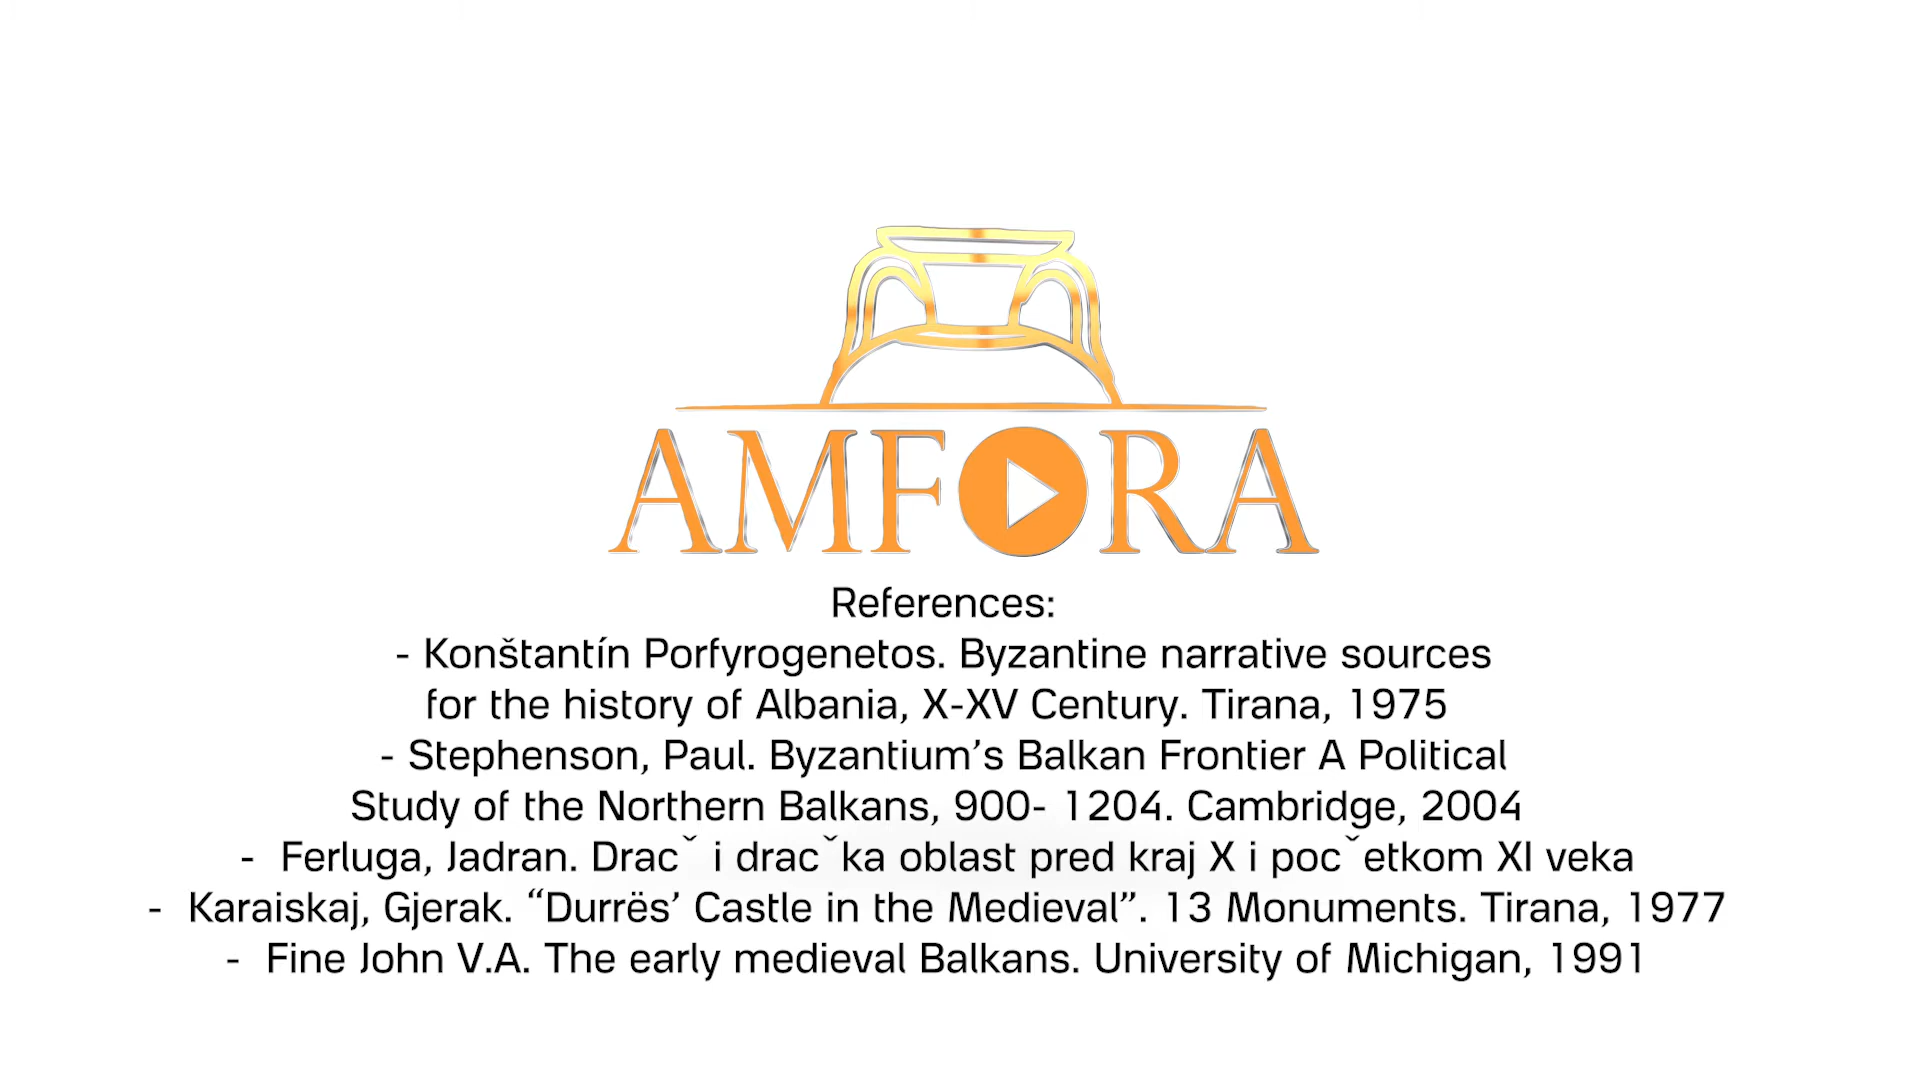 AMFORA
References:
- Konštantín Porfyrogenetos. Byzantine narrative sources
for the history of Albania, X-XV Century. Tirana, 1975
- Stephenson, Paul. Byzantium’s Balkan Frontier A Political
Study of the Northern Balkans, 900- 1204. Cambridge, 2004
- Ferluga, Jadran. Dracˇ i dracˇka oblast pred kraj X i pocˇetkom XI veka
- Karaiskaj, Gjerak. “Durrës’ Castle in the Medieval”. 13 Monuments. Tirana, 1977
- Fine John V.A. The early medieval Balkans. University of Michigan, 1991